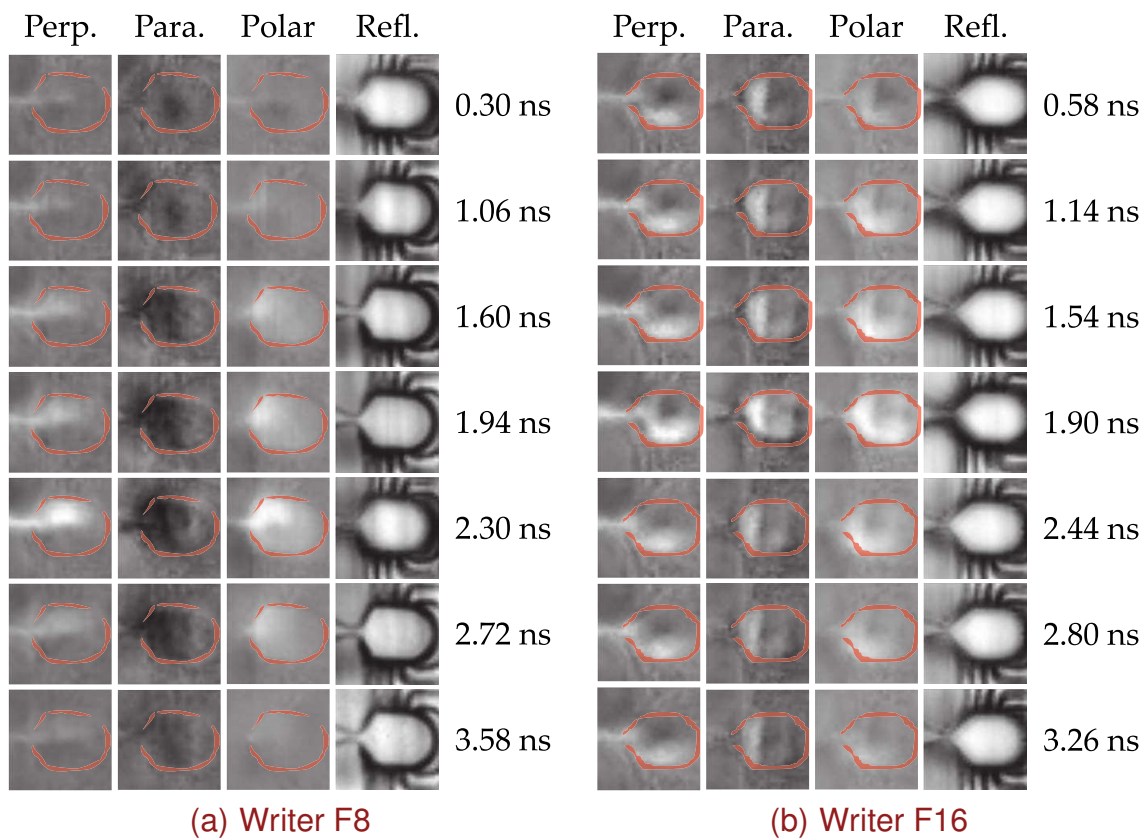 Perp. Para. Polar Refl. Perp. Para. Polar Refl.
0.30 ns 0.58 ns
1.06 ns 1.14 ns
1.60 ns 1.54 ns
1.94 ns 1.90 ns
2.30 ns 2.44 ns
2.72 ns 2.80 ns
3.58 ns 3.26 ns
(a) Writer F8 (b) Writer F16